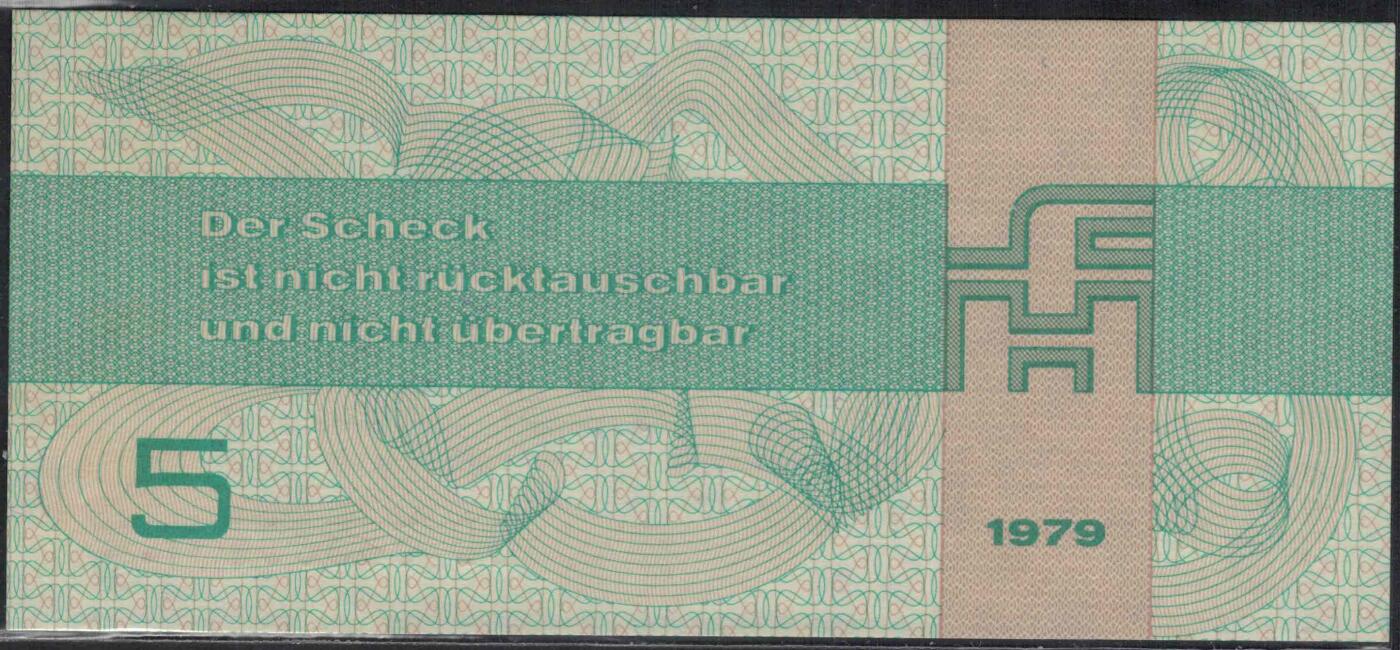 Der Scheck
ist nicht rücktauschbar
und nicht übertragbar
5
1979